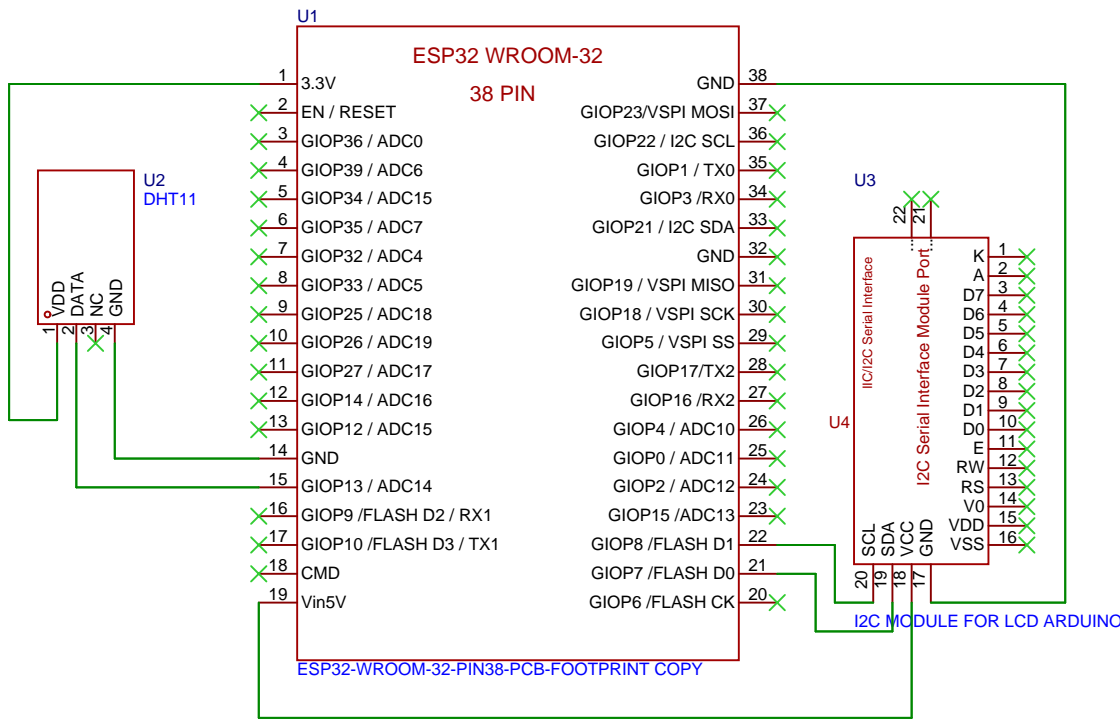 U1
ESP32 WROOM-32
38 PIN
1 3.3V
2 EN / RESET
3 GIOP36 / ADC0
4 GIOP39 / ADC6
5 GIOP34 / ADC15
6 GIOP35 / ADC7
7 GIOP32 / ADC4
8 GIOP33 / ADC5
9 GIOP25 / ADC18
10 GIOP26 / ADC19
11 GIOP27 / ADC17
12 GIOP14 / ADC16
13 GIOP12 / ADC15
14 GND
15 GIOP13 / ADC14
16 GIOP9 /FLASH D2 / RX1
17 GIOP10 /FLASH D3 / TX1
18 CMD
19 Vin5V
GND 38
GIOP23/VSPI MOSI 37
GIOP22 / I2C SCL 36
GIOP1 / TX0 35
GIOP3 /RX0 34
GIOP21 / I2C SDA 33
GND 32
GIOP19 / VSPI MISO 31
GIOP18 / VSPI SCK 30
GIOP5 / VSPI SS 29
GIOP17/TX2 28
GIOP16 /RX2 27
GIOP4 / ADC10 26
GIOP0 / ADC11 25
GIOP2 / ADC12 24
GIOP15 /ADC13 23
GIOP8 /FLASH D1 22
GIOP7 /FLASH D0 21
GIOP6 /FLASH CK 20
ESP32-WROOM-32-PIN38-PCB-FOOTPRINT COPY
U2
DHT11
1 VDD
2 DATA
3 NC
4 GND
U3
22
21
IIC/I2C Serial Interface
I2C Serial Interface Module Port
U4
K 1
A 2
D7 3
D6 4
D5 5
D4 6
D3 7
D2 8
D1 9
D0 10
E 11
RW 12
RS 13
V0 14
VDD 15
VSS 16
20 SCL
19 SDA
18 VCC
17 GND
I2C MODULE FOR LCD ARDUINO